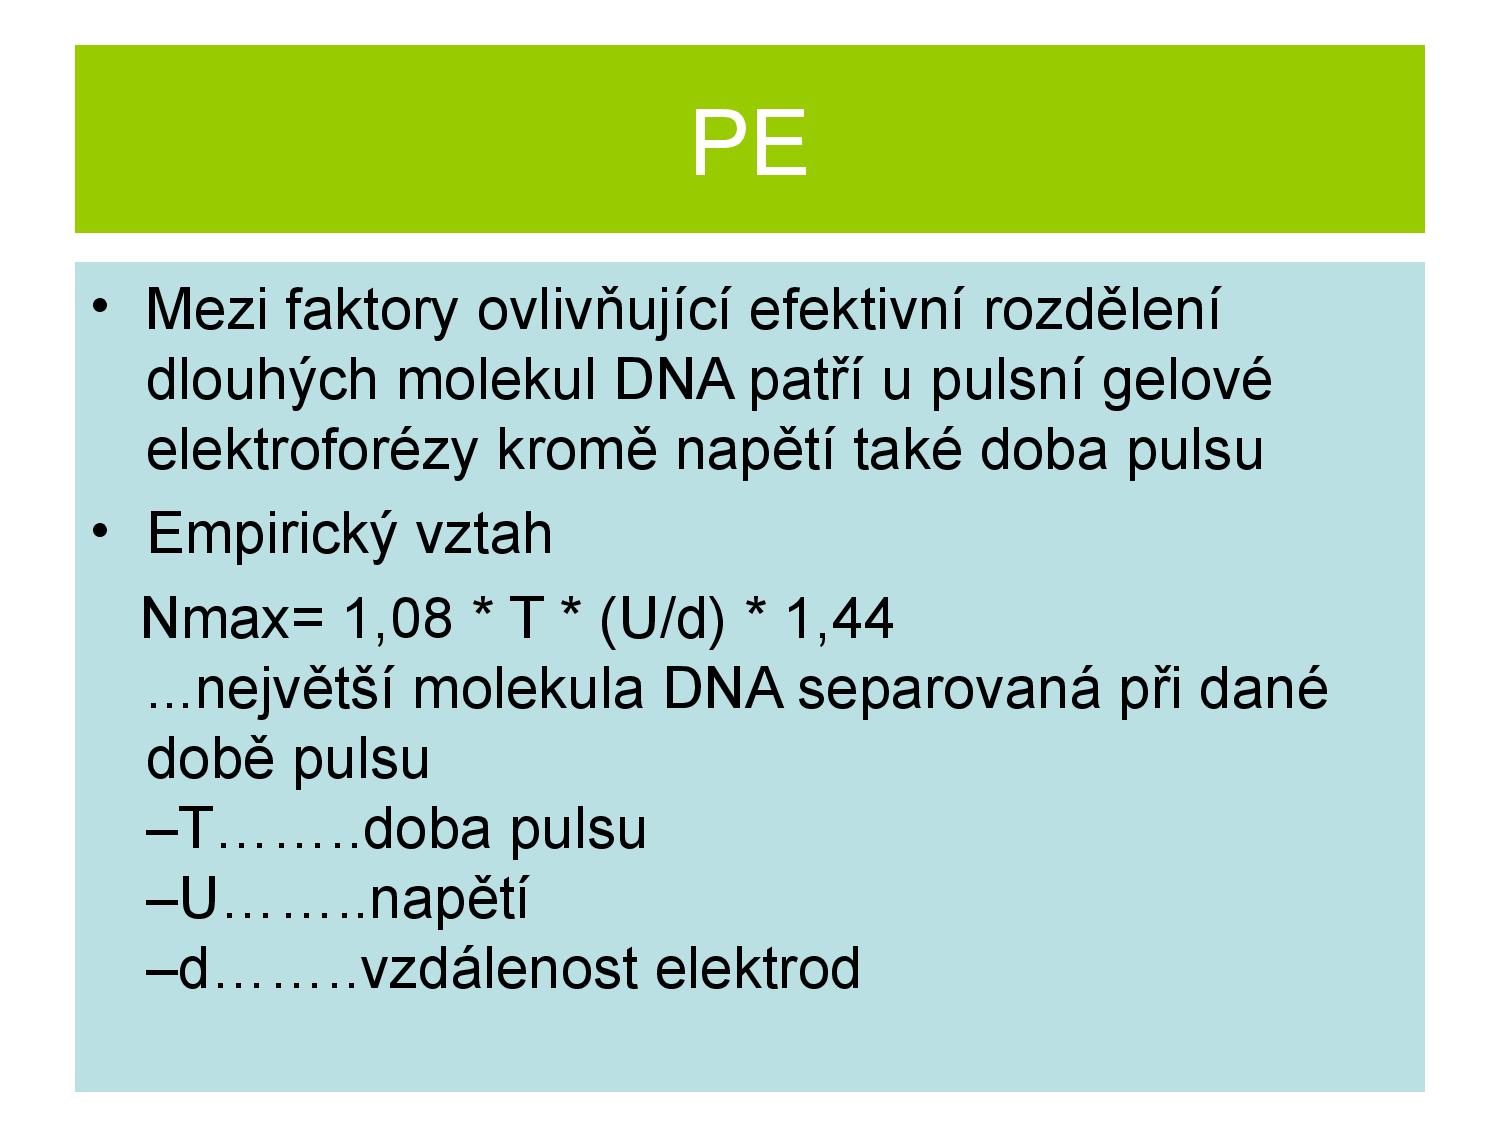 PE
• Mezi faktory ovlivňující efektivní rozdělení
dlouhých molekul DNA patří u pulsní gelové
elektroforézy kromě napětí také doba pulsu
• Empirický vztah
Nmax= 1,08 * T * (U/d) * 1,44
...největší molekula DNA separovaná při dané
době pulsu
–T……..doba pulsu
–U……..napětí
–d……..vzdálenost elektrod